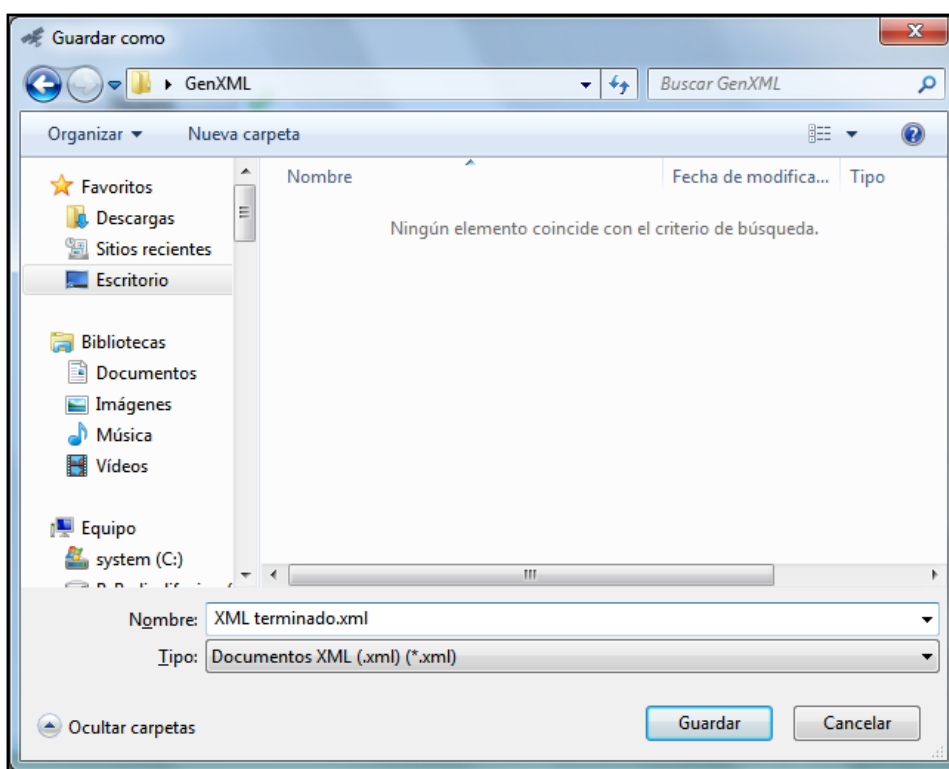 Guardar como
GenXML
Buscar GenXML
Organizar
Nueva carpeta
Favoritos
Descargas
Sitios recientes
Escritorio
Bibliotecas
Documentos
Imágenes
Música
Vídeos
Equipo
system (C:)
Nombre
Fecha de modifica...
Tipo
Ningún elemento coincide con el criterio de búsqueda.
Nombre: XML terminado.xml
Tipo: Documentos XML (.xml) (*.xml)
Ocultar carpetas
Guardar
Cancelar